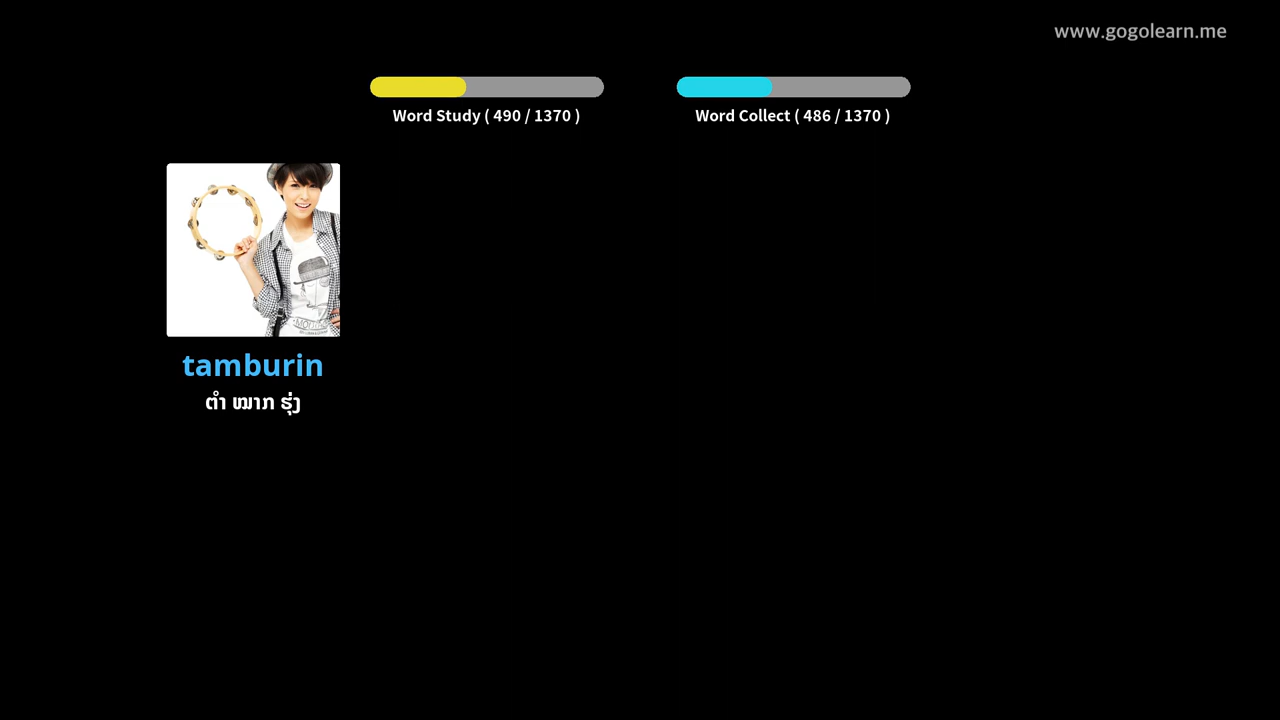 www.gogolearn.me
Word Study ( 490 / 1370 )
Word Collect ( 486 / 1370 )
tamburin
ຕຳ ໝາກ ຮຸ່ງ